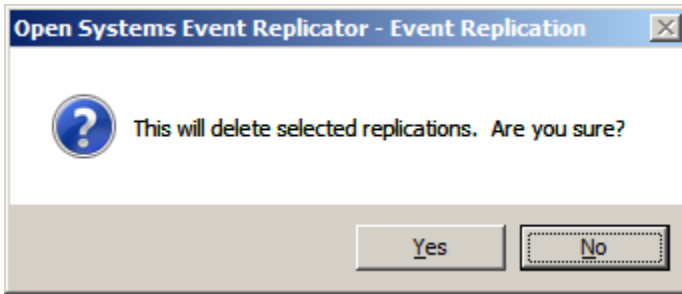 Open Systems Event Replicator - Event Replication
This will delete selected replications.  Are you sure?
Yes
No